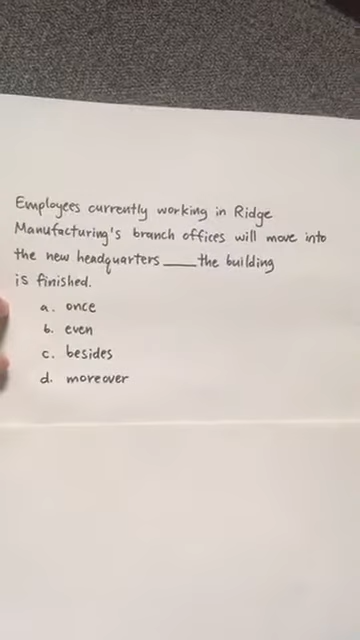 Employees currently working in Ridge
Manufacturing's branch offices will move into
the new headquarters ____ the building
is finished.
a. once
b. even
c. besides
d. moreover